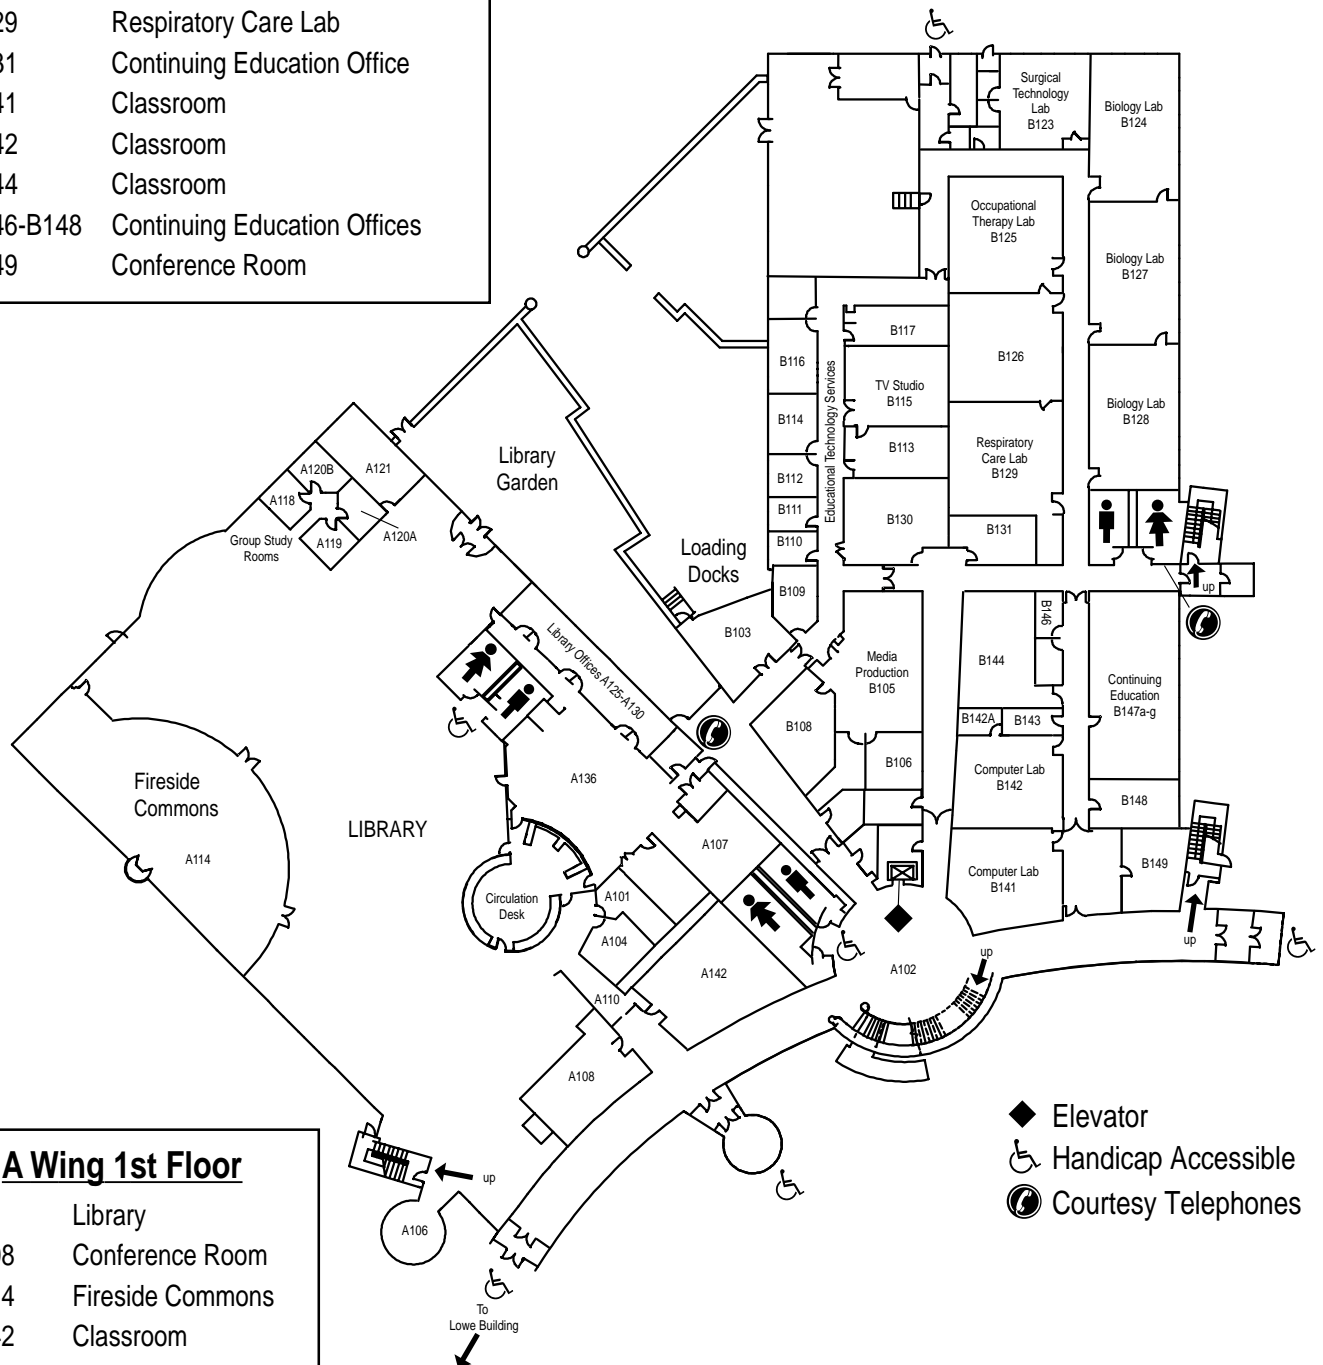 29 Respiratory Care Lab
31 Continuing Education Office
41 Classroom
42 Classroom
44 Classroom
46-B148 Continuing Education Offices
49 Conference Room
Surgical
Technology
Lab
B123
Biology Lab
B124
Occupational
Therapy Lab
B125
Biology Lab
B127
B117
B126
B116
Educational Technology Services
TV Studio
B115
Biology Lab
B128
B114
B113
Respiratory
Care Lab
B129
B112
B111
B130
B131
B110
up
Library
Garden
Loading
Docks
A120B
A121
A118
A119
A120A
Group Study
Rooms
B109
B103
B146
Library Offices A125-A130
Media
Production
B105
B144
Continuing
Education
B147a-g
B108
B142A
B143
B106
Computer Lab
B142
B148
Fireside
Commons
A136
LIBRARY
A114
A107
Computer Lab
B141
B149
Circulation
Desk
A101
A104
A142
A102
up
up
A110
A108
up
A106
To
Lowe Building
Elevator
Handicap Accessible
Courtesy Telephones
A Wing 1st Floor
Library
08 Conference Room
14 Fireside Commons
42 Classroom